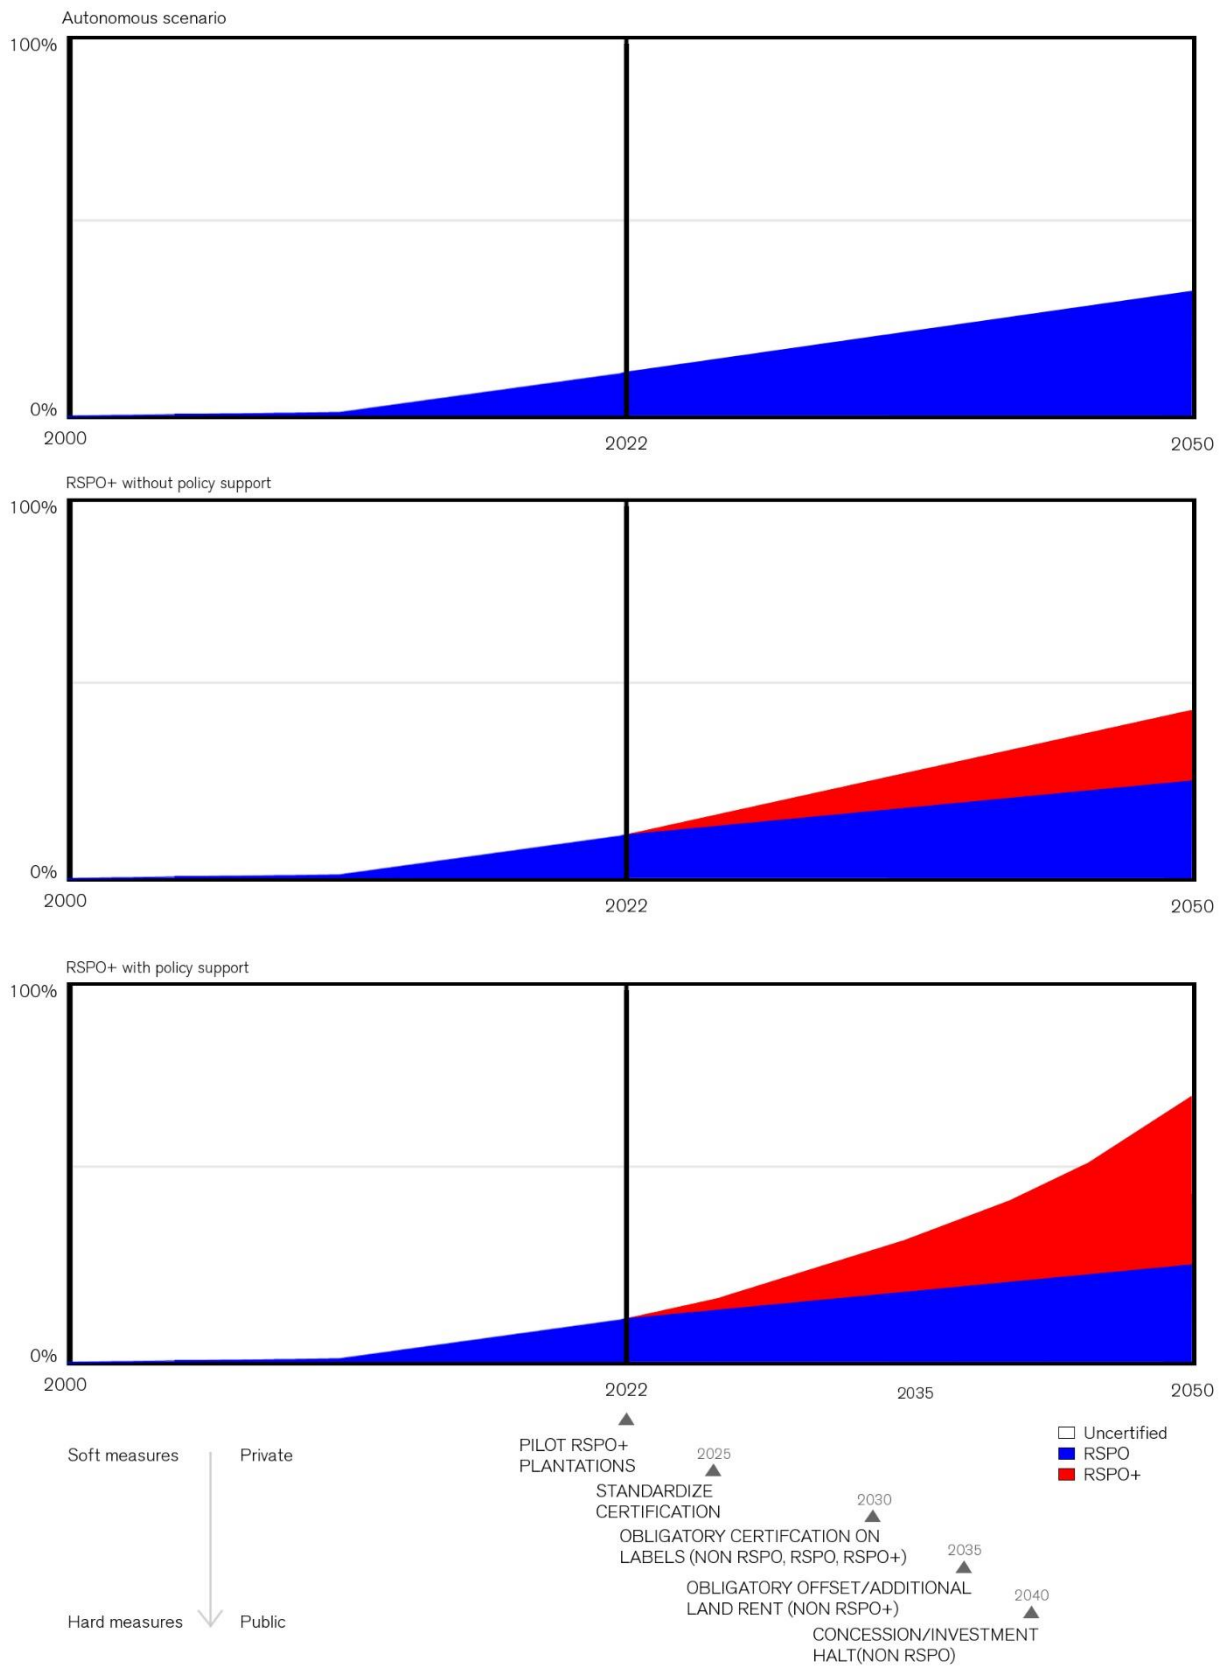 Autonomous scenario
100%
0%
2000
2022
2050
RSPO+ without policy support
100%
0%
2000
2022
2050
RSPO+ with policy support
100%
0%
2000
2022
2035
2050
Soft measures
Private
Hard measures
Public
PILOT RSPO+
PLANTATIONS
2025
STANDARDIZE
CERTIFICATION
2030
OBLIGATORY CERTIFCATION ON
LABELS (NON RSPO, RSPO, RSPO+)
2035
OBLIGATORY OFFSET/ADDITIONAL
LAND RENT (NON RSPO+)
2040
CONCESSION/INVESTMENT
HALT(NON RSPO)
Uncertified
RSPO
RSPO+